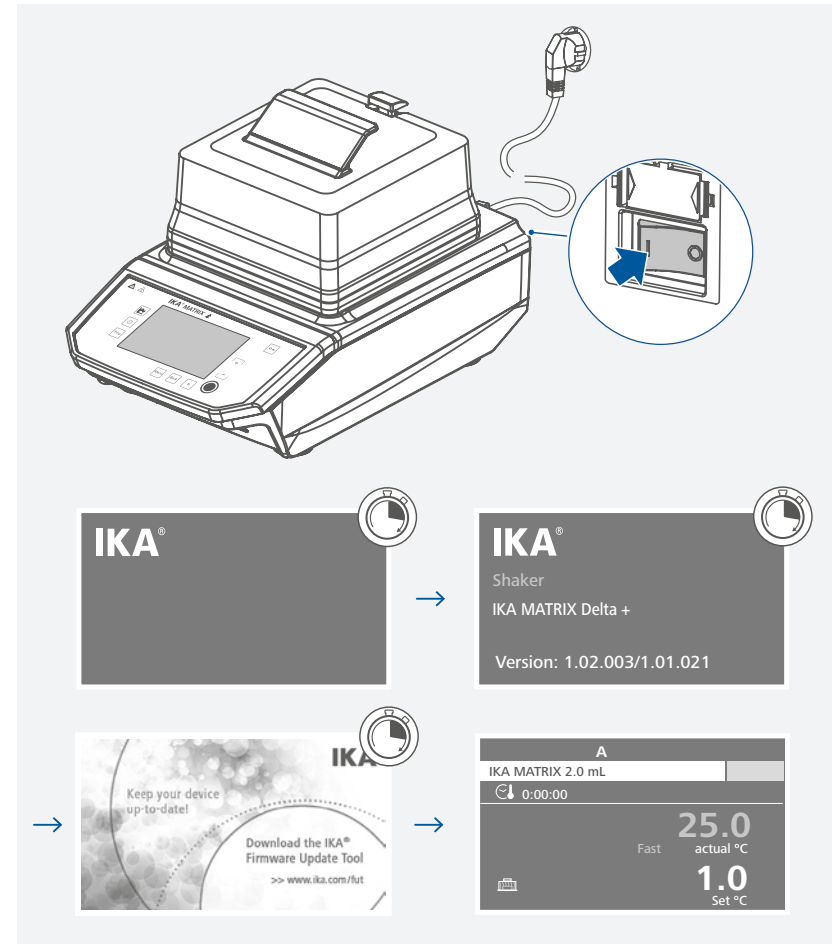 IKA MATRIX
IKA®
IKA®
Shaker
IKA MATRIX Delta +
Version: 1.02.003/1.01.021
IKA
Keep your device
up-to-date!
Download the IKA®
Firmware Update Tool
>> www.ika.com/fut
A
IKA MATRIX 2.0 mL
0:00:00
25.0
Fast actual °C
1.0
Set °C